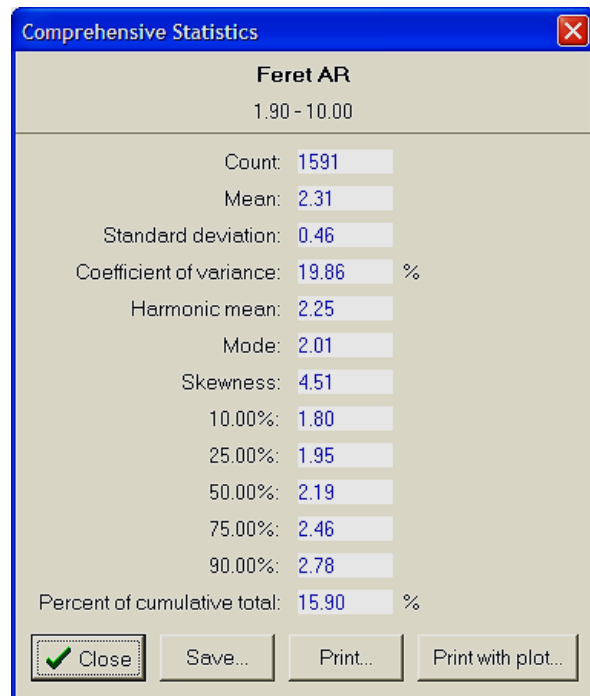 Comprehensive Statistics
Feret AR
1.90 - 10.00
Count: 1591
Mean: 2.31
Standard deviation: 0.46
Coefficient of variance: 19.86 %
Harmonic mean: 2.25
Mode: 2.01
Skewness: 4.51
10.00%: 1.80
25.00%: 1.95
50.00%: 2.19
75.00%: 2.46
90.00%: 2.78
Percent of cumulative total: 15.90 %
Close Save... Print... Print with plot...